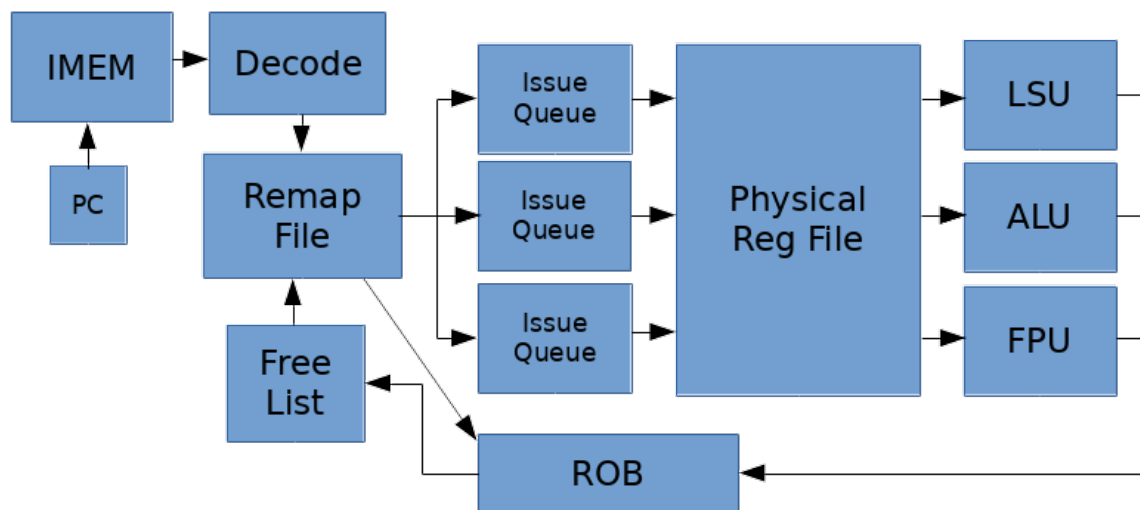 IMEM
Decode
PC
Remap
File
Free
List
Issue
Queue
Issue
Queue
Issue
Queue
Physical
Reg File
LSU
ALU
FPU
ROB